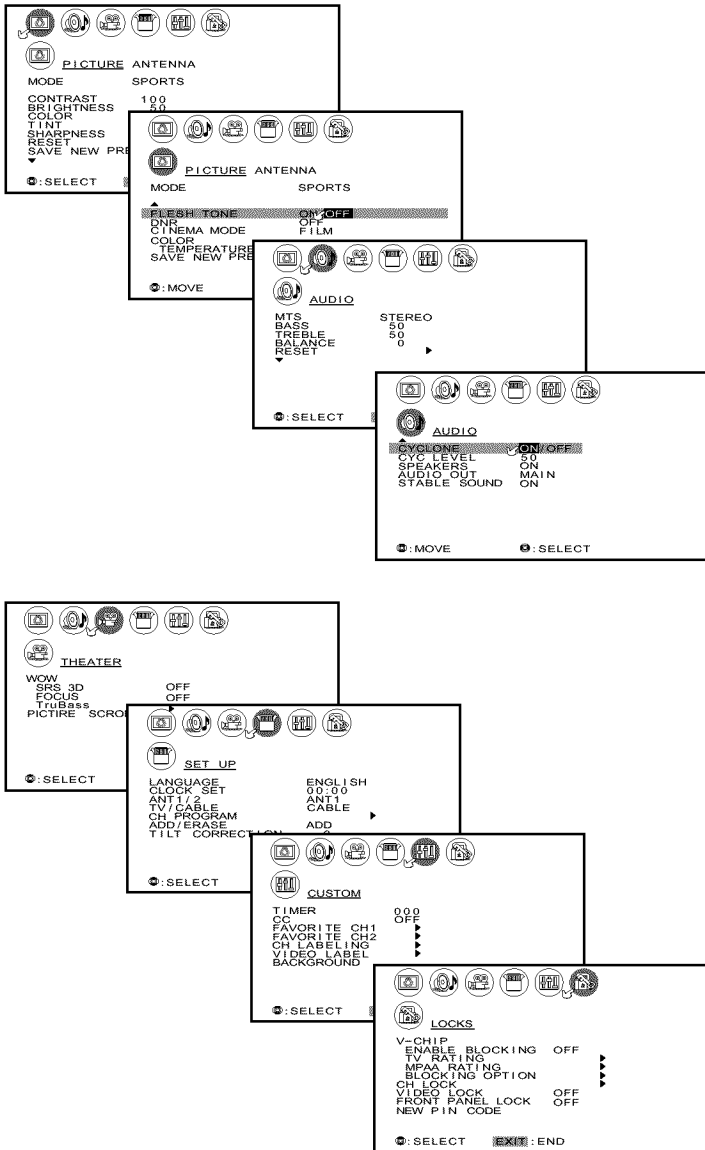 PICTURE ANTENNA
MODE SPORTS
CONTRAST 100
BRIGHTNESS 50
COLOR
TINT
SHARPNESS
RESET
SAVE NEW PRE
:SELECT
PICTURE ANTENNA
MODE SPORTS
FLESH TONE ON/OFF
DNR OFF
CINEMA MODE FILM
COLOR
TEMPERATURE
SAVE NEW PRE
:MOVE
AUDIO
MTS STEREO
BASS 50
TREBLE 50
BALANCE 0
RESET
:SELECT
AUDIO
CYCLONE ON/OFF
CYC LEVEL 50
SPEAKERS ON
AUDIO OUT MAIN
STABLE SOUND ON
:MOVE :SELECT
THEATER
WOW
SRS 3D OFF
FOCUS OFF
TruBass
PICTIRE SCROL
:SELECT
SET UP
LANGUAGE ENGLISH
CLOCK SET 00:00
ANT1/2 ANT1
TV/CABLE CABLE
CH PROGRAM
ADD/ERASE ADD
TILT CORRECTION
:SELECT
CUSTOM
TIMER 000
CC OFF
FAVORITE CH1
FAVORITE CH2
CH LABELING
VIDEO LABEL
BACKGROUND
:SELECT
LOCKS
V-CHIP
ENABLE BLOCKING OFF
TV RATING
MPAA RATING
BLOCKING OPTION
CH LOCK
VIDEO LOCK OFF
FRONT PANEL LOCK OFF
NEW PIN CODE
:SELECT EXIT:END